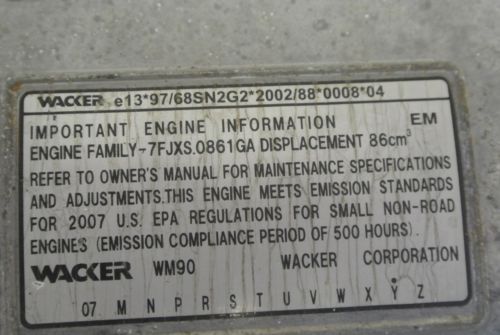 WACKER e13*97/68SN2G2*2002/88*0008*04
IMPORTANT ENGINE INFORMATION EM
ENGINE FAMILY-7FJXS.0861GA DISPLACEMENT 86cm³
REFER TO OWNER'S MANUAL FOR MAINTENANCE SPECIFICATIONS
AND ADJUSTMENTS.THIS ENGINE MEETS EMISSION STANDARDS
FOR 2007 U.S. EPA REGULATIONS FOR SMALL NON-ROAD
ENGINES (EMISSION COMPLIANCE PERIOD OF 500 HOURS).
WACKER WM90 WACKER CORPORATION
07 M N P R S T U V W X Y Z